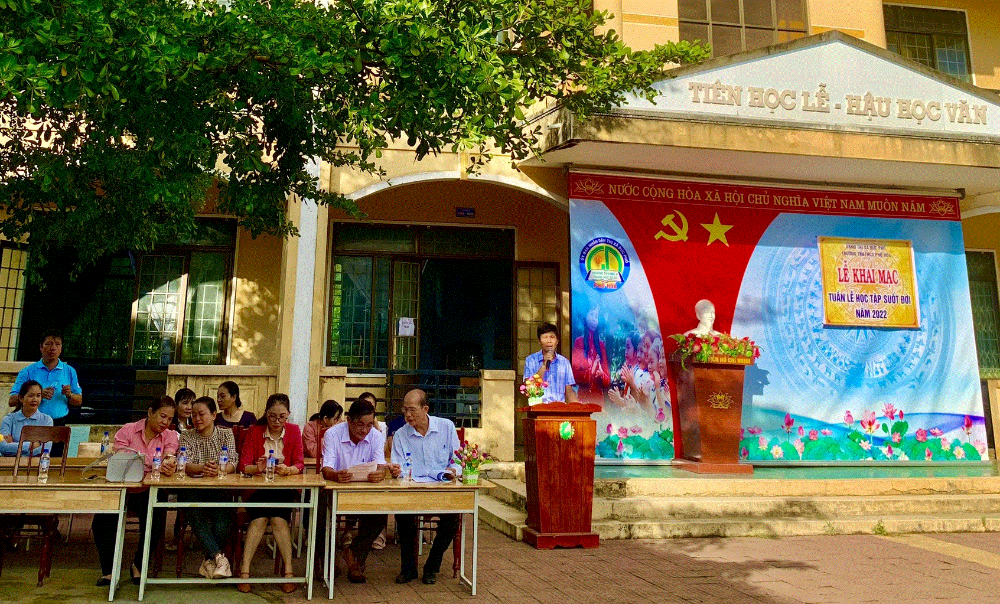 TIÊN HỌC LỄ - HẬU HỌC VĂN
NƯỚC CỘNG HÒA XÃ HỘI CHỦ NGHĨA VIỆT NAM MUÔN NĂM
ỦY BAN NHÂN DÂN THỊ XÃ ĐỨC PHỔ
TRƯỜNG TIỂU HỌC &
TRUNG HỌC CƠ SỞ
PHỔ HÒA
UBND THỊ XÃ ĐỨC PHỔ
TRƯỜNG TH&THCS PHỔ HÒA
LỄ KHAI MẠC
TUẦN LỄ HỌC TẬP SUỐT ĐỜI
NĂM 2022
HỒ CHÍ MINH